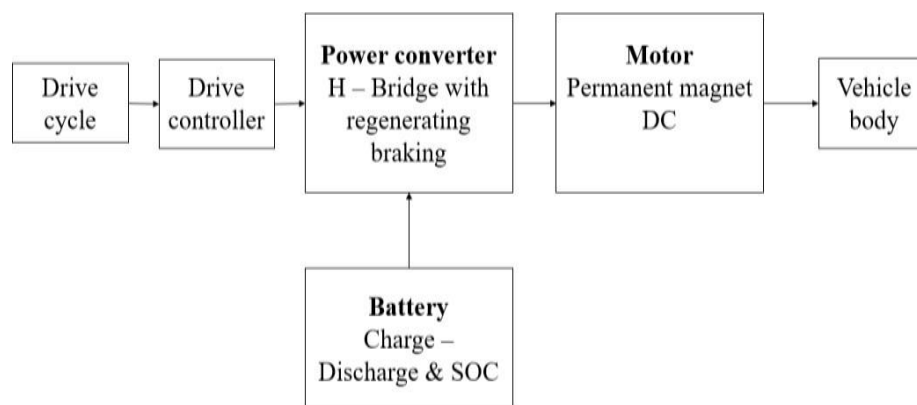 Drive
cycle
Drive
controller
Power converter
H – Bridge with
regenerating
braking
Motor
Permanent magnet
DC
Vehicle
body
Battery
Charge –
Discharge & SOC